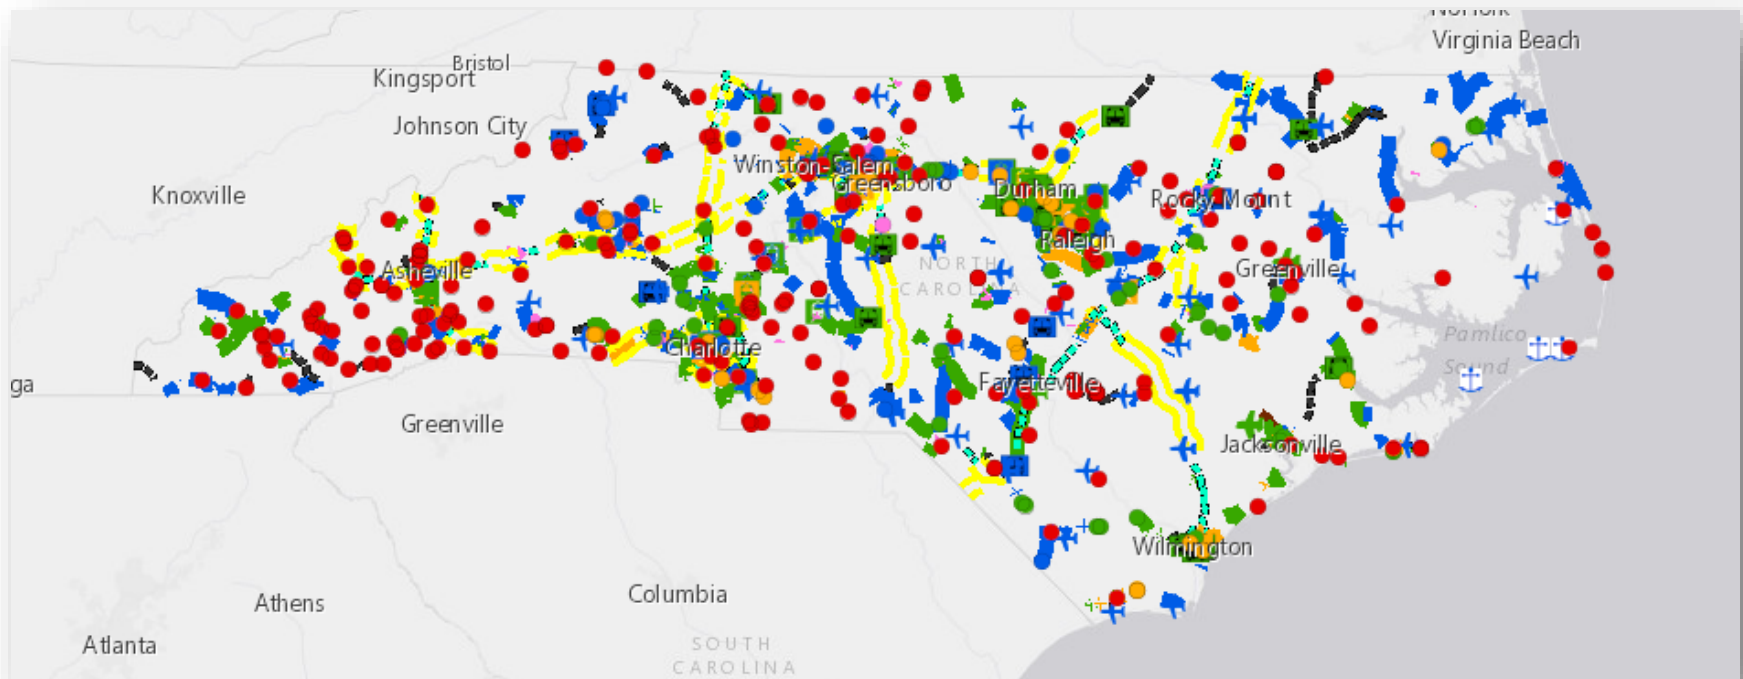 Norfolk
Virginia Beach
Bristol
Kingsport
Johnson City
Knoxville
Winston-Salem
Greensboro
Durham
Rocky Mount
Raleigh
Asheville
NORTH
CAROLINA
Greenville
Charlotte
Pamlico
Sound
ga
Fayetteville
Greenville
Jacksonville
Wilmington
Columbia
Athens
Atlanta
SOUTH
CAROLINA